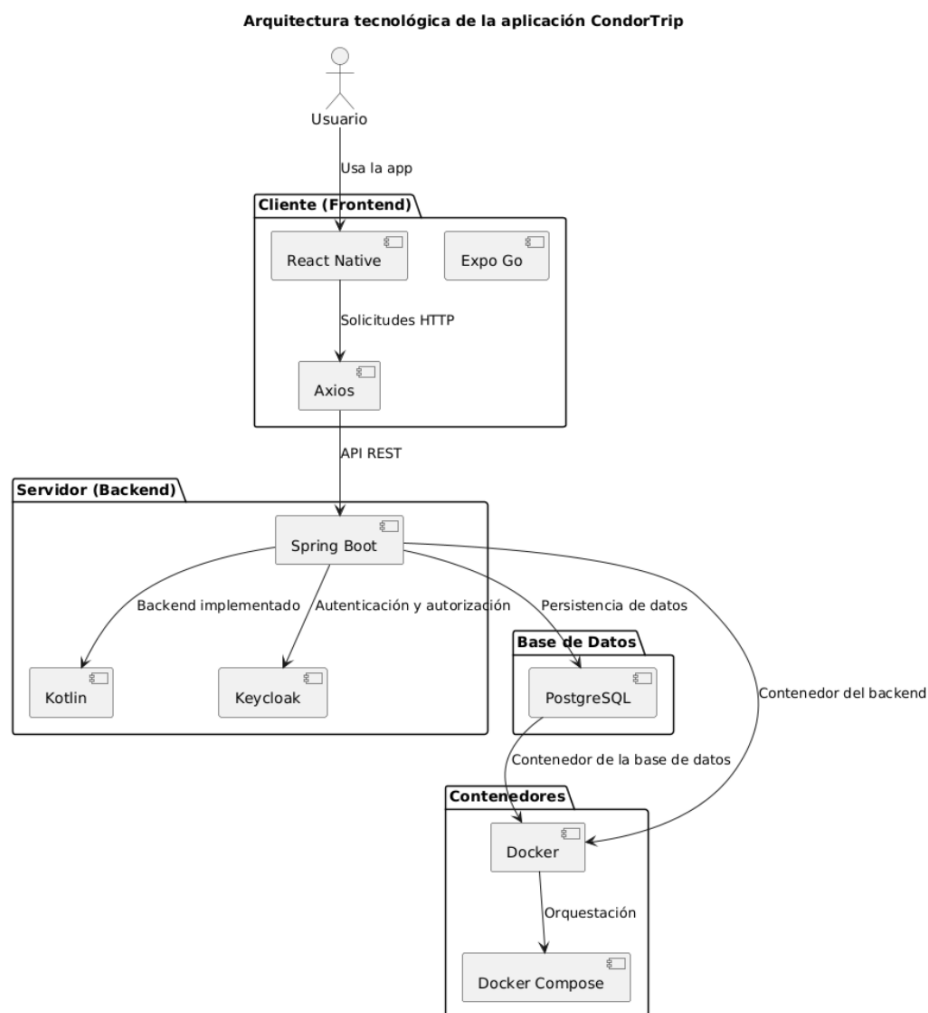 Arquitectura tecnológica de la aplicación CondorTrip
Usuario
Usa la app
Cliente (Frontend)
React Native
Expo Go
Solicitudes HTTP
Axios
API REST
Servidor (Backend)
Spring Boot
Backend implementado
Autenticación y autorización
Persistencia de datos
Base de Datos
Kotlin
Keycloak
PostgreSQL
Contenedor del backend
Contenedor de la base de datos
Contenedores
Docker
Orquestación
Docker Compose